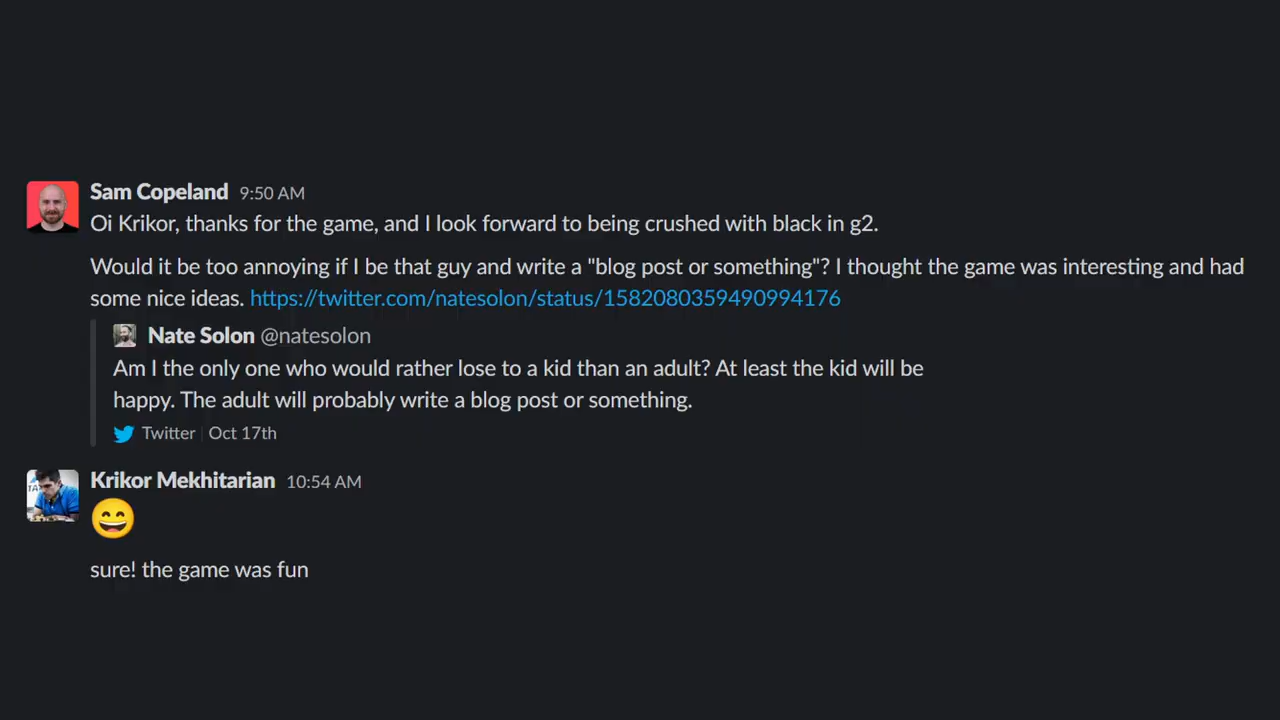 Sam Copeland 9:50 AM
Oi Krikor, thanks for the game, and I look forward to being crushed with black in g2.
Would it be too annoying if I be that guy and write a "blog post or something"? I thought the game was interesting and had
some nice ideas. https://twitter.com/natesolon/status/1582080359490994176
Nate Solon @natesolon
Am I the only one who would rather lose to a kid than an adult? At least the kid will be
happy. The adult will probably write a blog post or something.
Twitter | Oct 17th
Krikor Mekhitarian 10:54 AM
sure! the game was fun